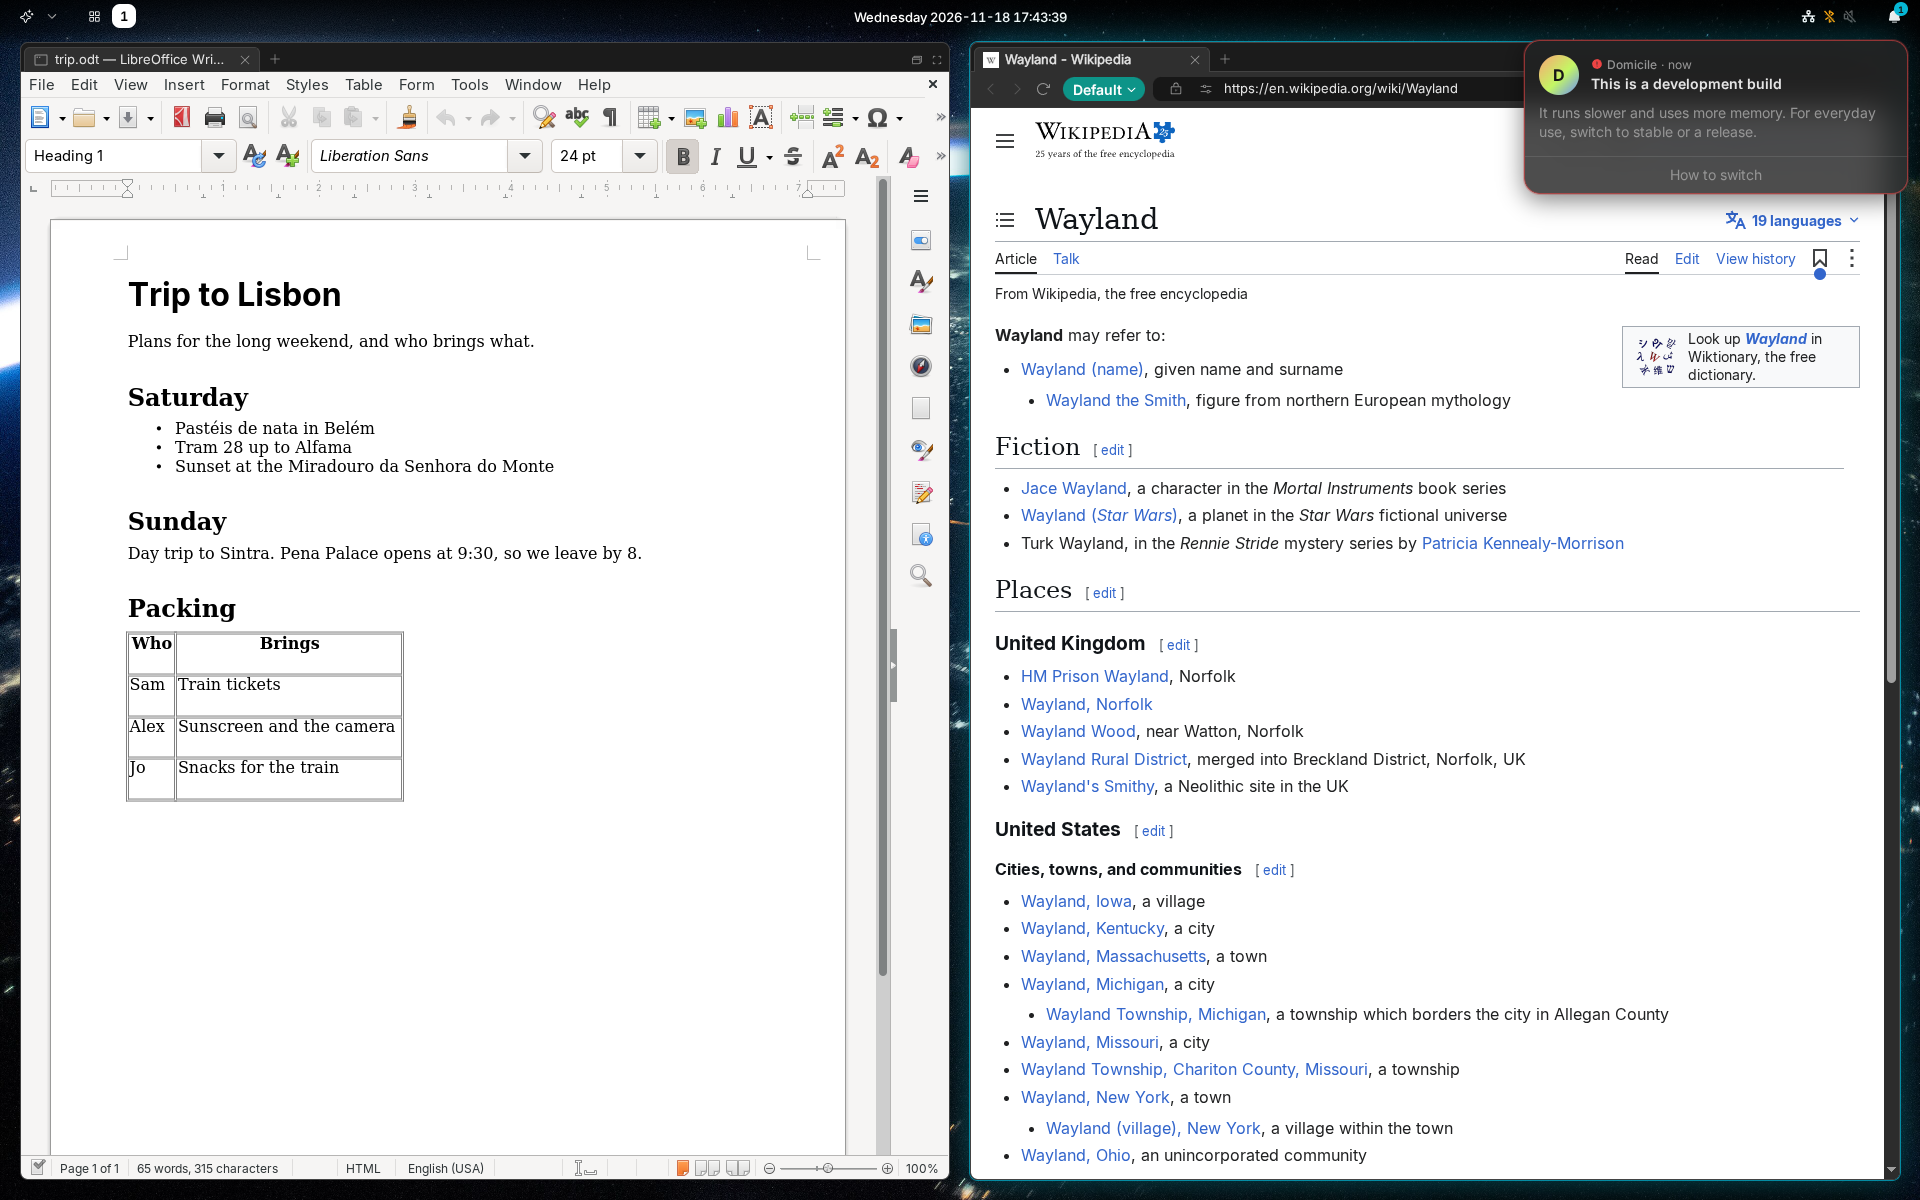 1
Wednesday 2026-11-18 17:43:39
1
trip.odt — LibreOffice Wri...
File Edit View Insert Format Styles Table Form Tools Window Help
Heading 1
Liberation Sans
24 pt
1 2 3 4 5 6 7
Trip to Lisbon
Plans for the long weekend, and who brings what.
Saturday
• Pastéis de nata in Belém
• Tram 28 up to Alfama
• Sunset at the Miradouro da Senhora do Monte
Sunday
Day trip to Sintra. Pena Palace opens at 9:30, so we leave by 8.
Packing
Who Brings
Sam Train tickets
Alex Sunscreen and the camera
Jo Snacks for the train
Page 1 of 1 65 words, 315 characters HTML English (USA) 100%
W Wayland - Wikipedia
Default https://en.wikipedia.org/wiki/Wayland
D
Domicile · now
This is a development build
It runs slower and uses more memory. For everyday
use, switch to stable or a release.
How to switch
WIKIPEDIA 25
25 years of the free encyclopedia
Wayland
19 languages
Article Talk Read Edit View history
From Wikipedia, the free encyclopedia
Wayland may refer to:
Look up Wayland in
Wiktionary, the free
dictionary.
• Wayland (name), given name and surname
• Wayland the Smith, figure from northern European mythology
Fiction [ edit ]
• Jace Wayland, a character in the Mortal Instruments book series
• Wayland (Star Wars), a planet in the Star Wars fictional universe
• Turk Wayland, in the Rennie Stride mystery series by Patricia Kennealy-Morrison
Places [ edit ]
United Kingdom [ edit ]
• HM Prison Wayland, Norfolk
• Wayland, Norfolk
• Wayland Wood, near Watton, Norfolk
• Wayland Rural District, merged into Breckland District, Norfolk, UK
• Wayland's Smithy, a Neolithic site in the UK
United States [ edit ]
Cities, towns, and communities [ edit ]
• Wayland, Iowa, a village
• Wayland, Kentucky, a city
• Wayland, Massachusetts, a town
• Wayland, Michigan, a city
• Wayland Township, Michigan, a township which borders the city in Allegan County
• Wayland, Missouri, a city
• Wayland Township, Chariton County, Missouri, a township
• Wayland, New York, a town
• Wayland (village), New York, a village within the town
• Wayland, Ohio, an unincorporated community